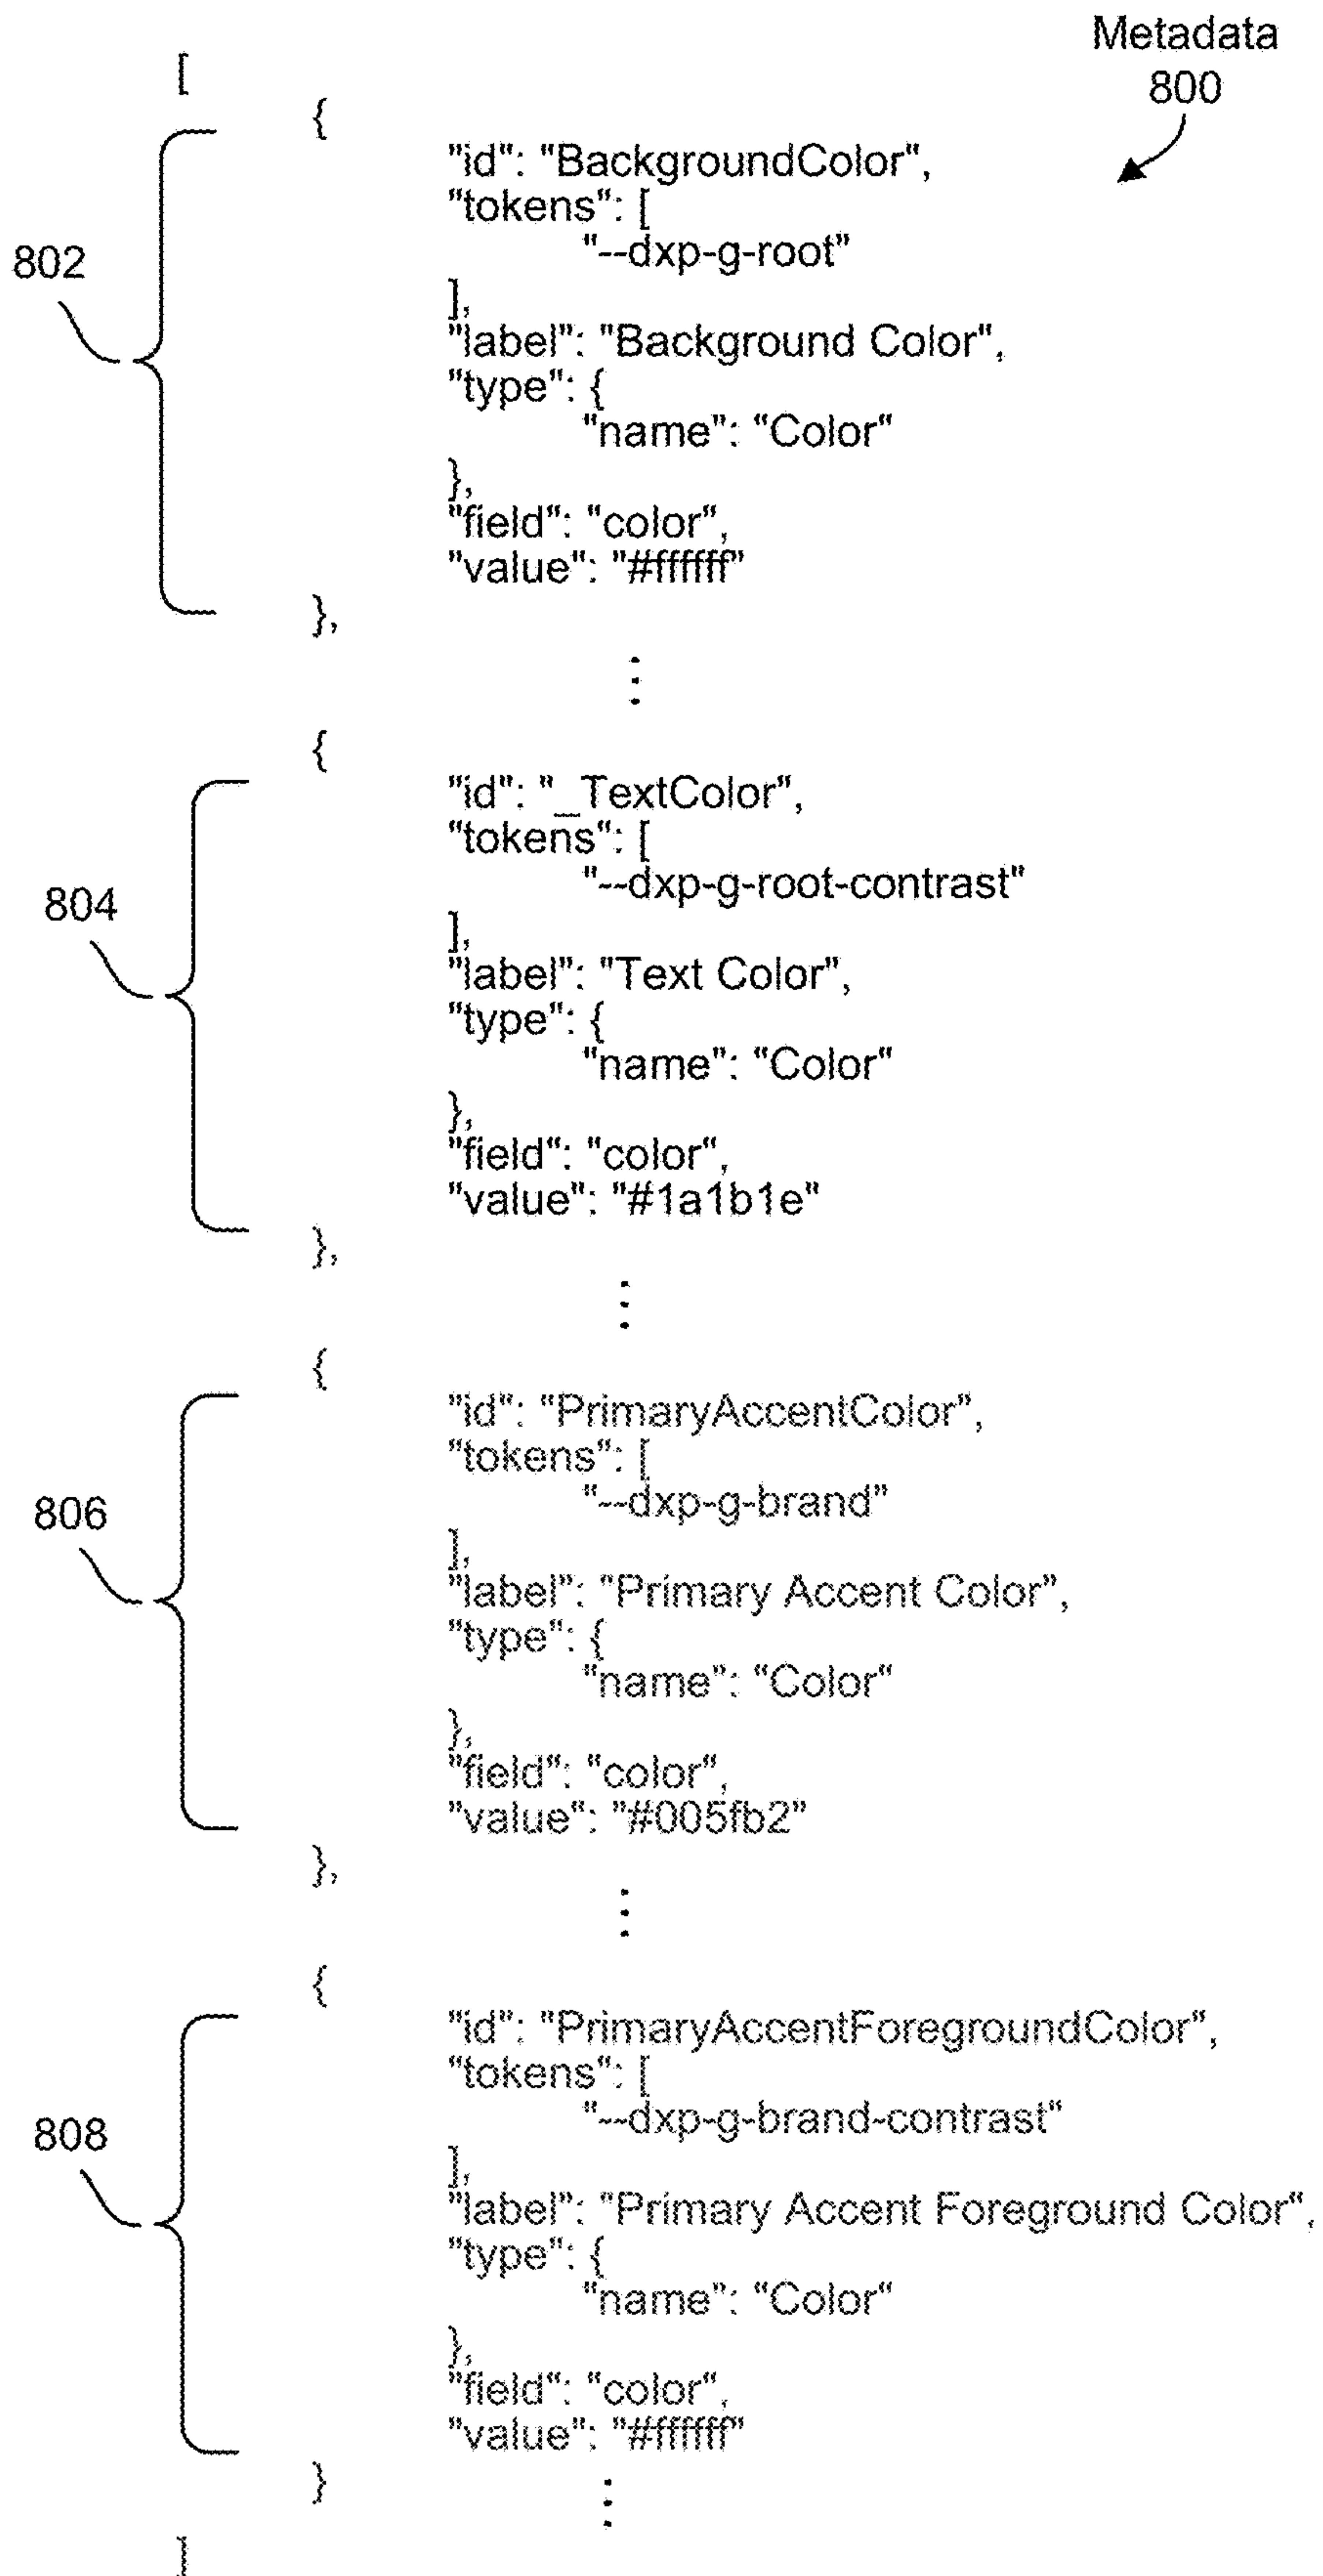 Metadata
800
[
{
802
"id": "BackgroundColor",
"tokens": [
"--dxp-g-root"
],
"label": "Background Color",
"type": {
"name": "Color"
},
"field": "color",
"value": "#ffffff"
},
⋮
{
804
"id": "_TextColor",
"tokens": [
"--dxp-g-root-contrast"
],
"label": "Text Color",
"type": {
"name": "Color"
},
"field": "color",
"value": "#1a1b1e"
},
⋮
{
806
"id": "PrimaryAccentColor",
"tokens": [
"--dxp-g-brand"
],
"label": "Primary Accent Color",
"type": {
"name": "Color"
},
"field": "color",
"value": "#005fb2"
},
⋮
{
808
"id": "PrimaryAccentForegroundColor",
"tokens": [
"--dxp-g-brand-contrast"
],
"label": "Primary Accent Foreground Color",
"type": {
"name": "Color"
},
"field": "color",
"value": "#ffffff"
}
⋮
]